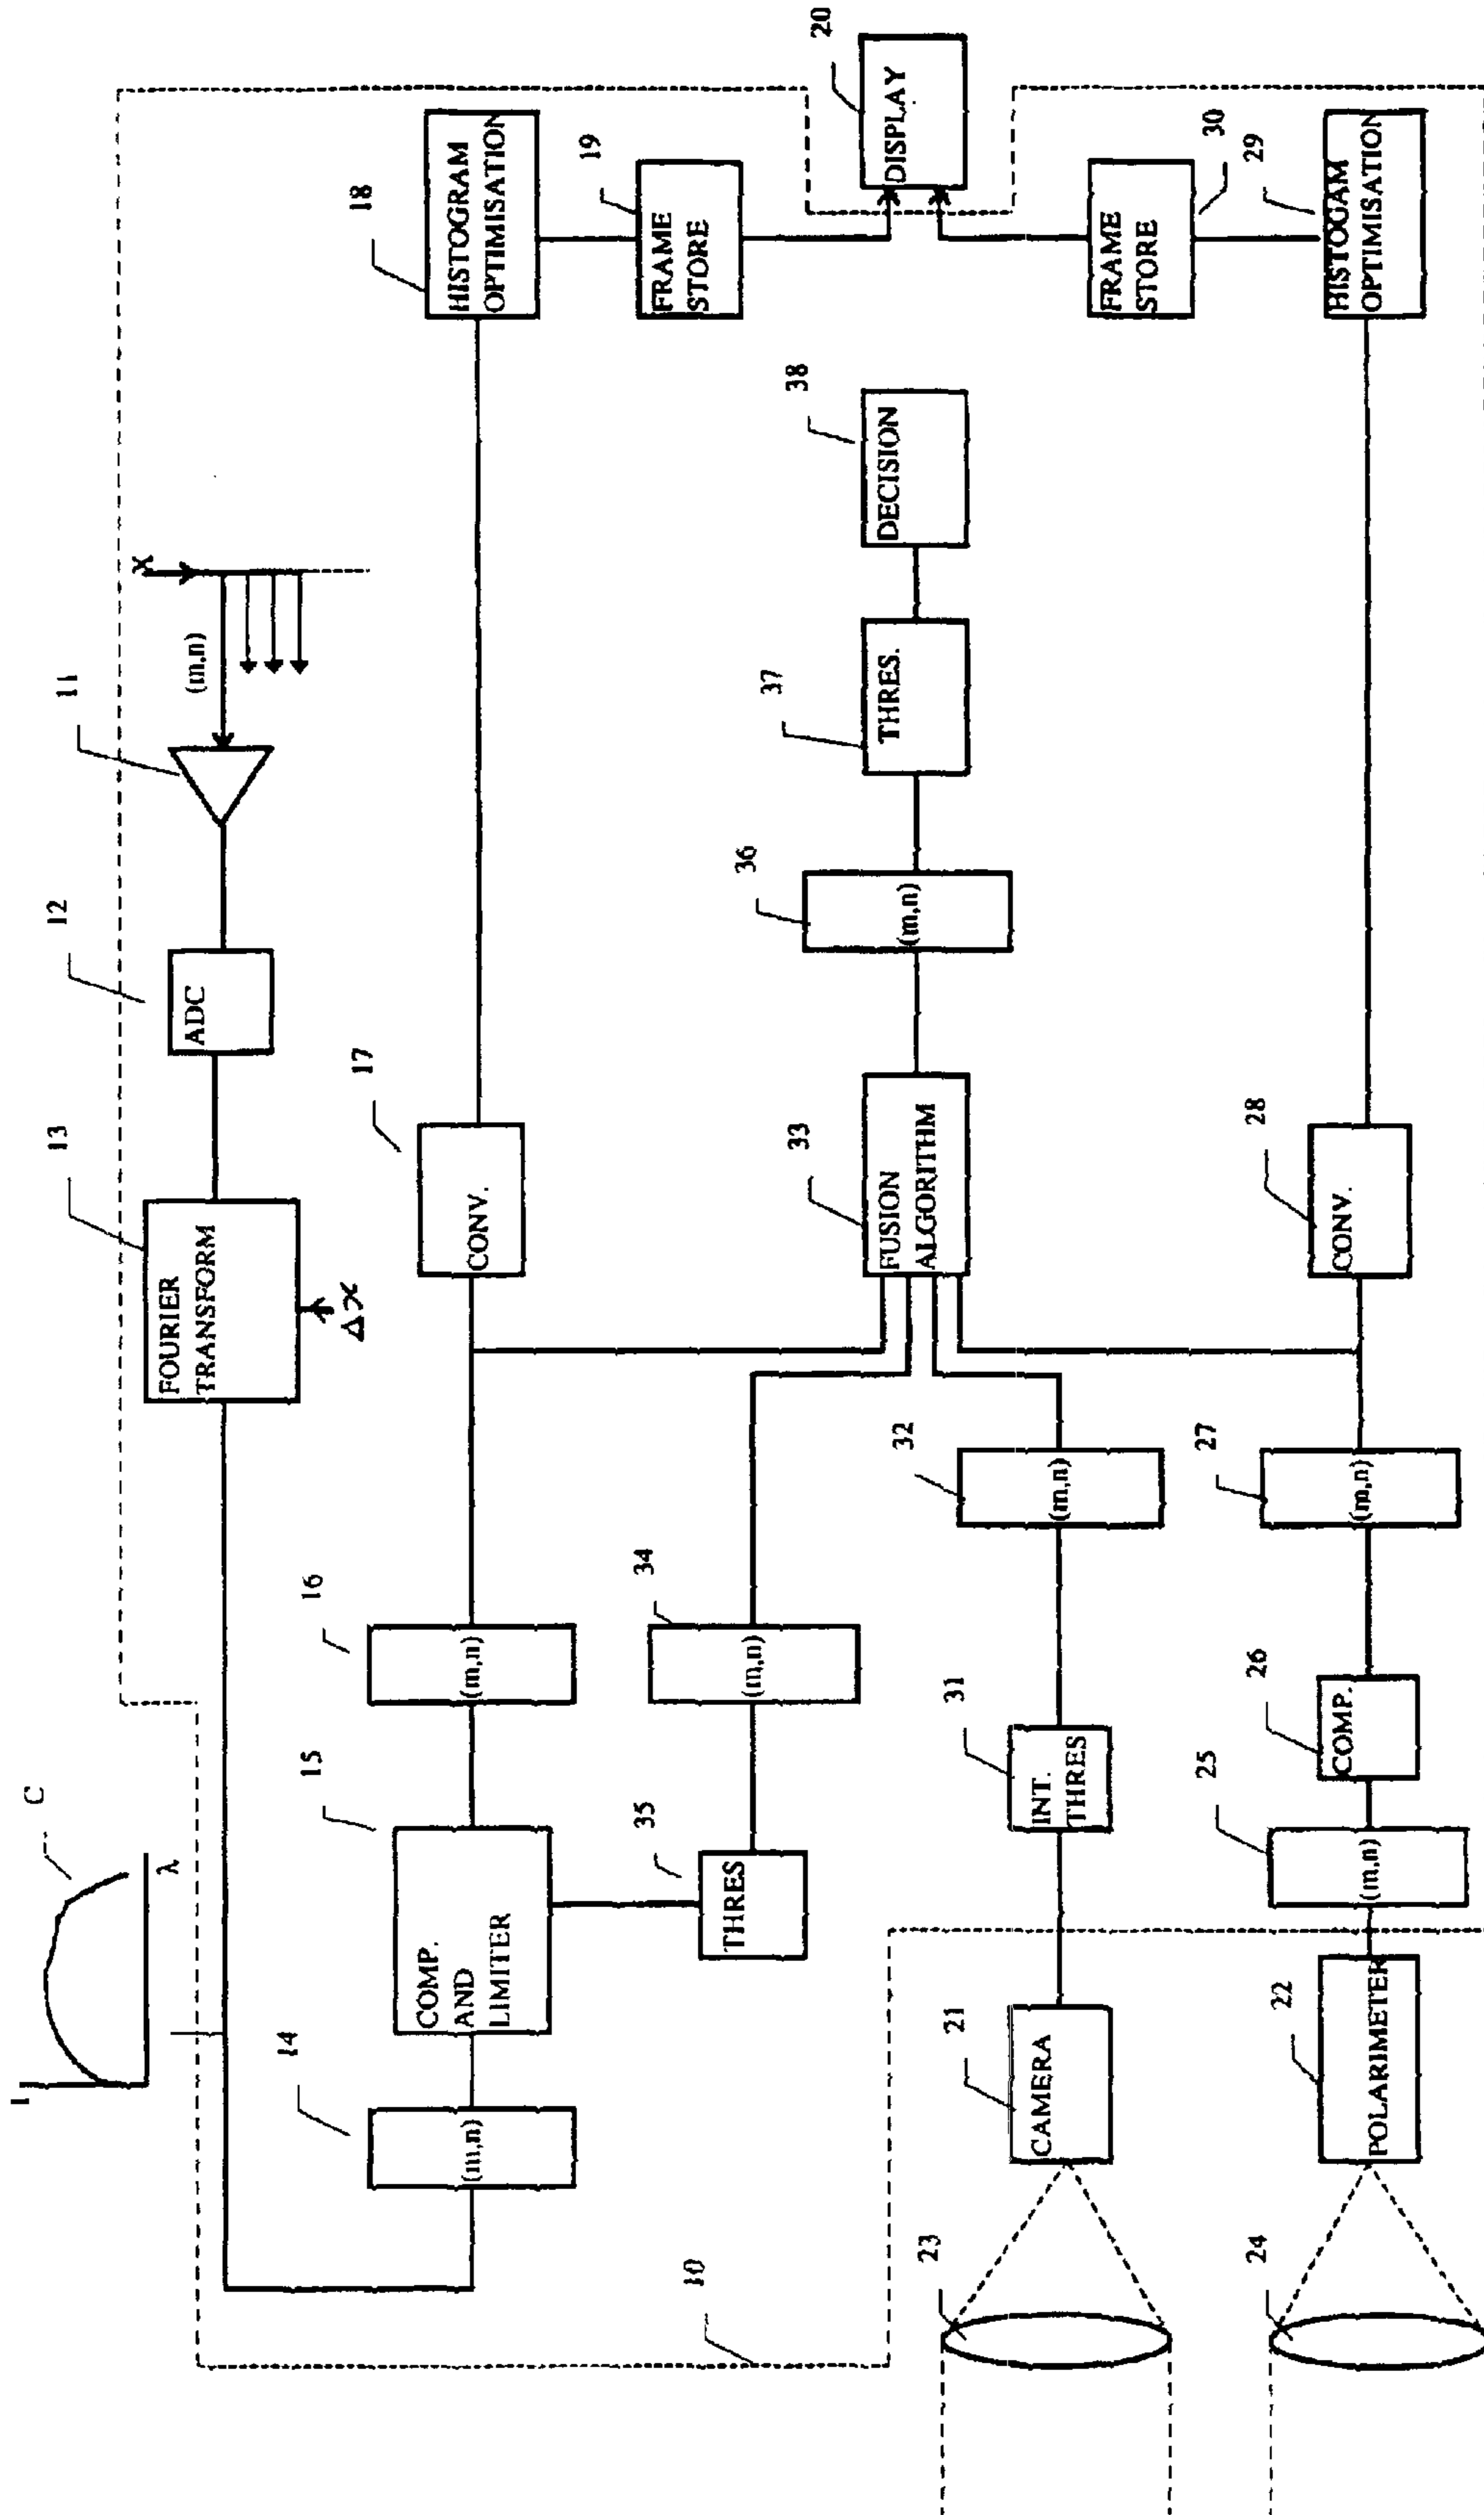 I
C
λ
13
FOURIER
TRANSFORM
Δx
12
ADC
11
(m,n)
X
14
(m,n)
15
COMP.
AND
LIMITER
16
(m,n)
17
CONV.
18
HISTOGRAM
OPTIMISATION
35
THRES
34
(m,n)
19
FRAME
STORE
10
33
FUSION
ALGORITHM
36
(m,n)
37
THRES.
38
DECISION
20
DISPLAY
23
21
CAMERA
31
INT.
THRES
32
(m,n)
30
FRAME
STORE
24
22
POLARIMETER
25
(m,n)
26
COMP.
27
(m,n)
28
CONV.
29
HISTOGAM
OPTIMISATION